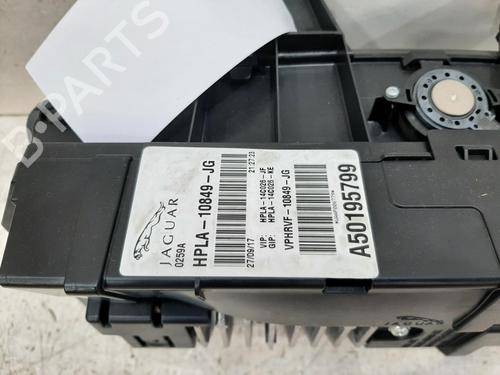 B-PARTS
JAGUAR
0259A
HPLA-10849-JG
27/09/17
21:27:23
VIP: HPLA-14C026-JF
GIP: HPLA-14C026-KE
VPHRVF-10849-JG
A50195799